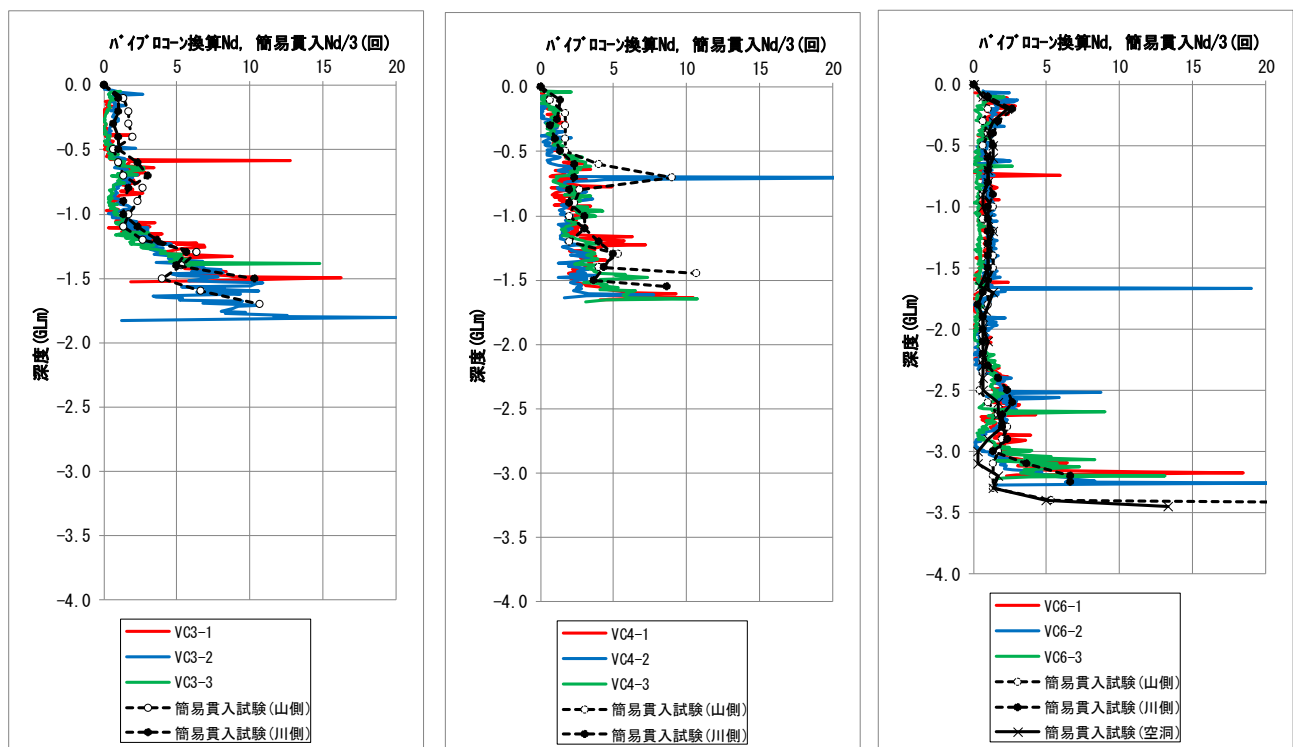 ﾊﾞｲﾌﾞﾛｺｰﾝ換算Nd, 簡易貫入Nd/3(回)
0 5 10 15 20
0.0
-0.5
-1.0
-1.5
-2.0
-2.5
-3.0
-3.5
-4.0
深度(GLm)
VC3-1
VC3-2
VC3-3
簡易貫入試験(山側)
簡易貫入試験(川側)
ﾊﾞｲﾌﾞﾛｺｰﾝ換算Nd, 簡易貫入Nd/3(回)
0 5 10 15 20
0.0
-0.5
-1.0
-1.5
-2.0
-2.5
-3.0
-3.5
-4.0
深度(GLm)
VC4-1
VC4-2
VC4-3
簡易貫入試験(山側)
簡易貫入試験(川側)
ﾊﾞｲﾌﾞﾛｺｰﾝ換算Nd, 簡易貫入Nd/3(回)
0 5 10 15 20
0.0
-0.5
-1.0
-1.5
-2.0
-2.5
-3.0
-3.5
-4.0
深度(GLm)
VC6-1
VC6-2
VC6-3
簡易貫入試験(山側)
簡易貫入試験(川側)
簡易貫入試験(空洞)